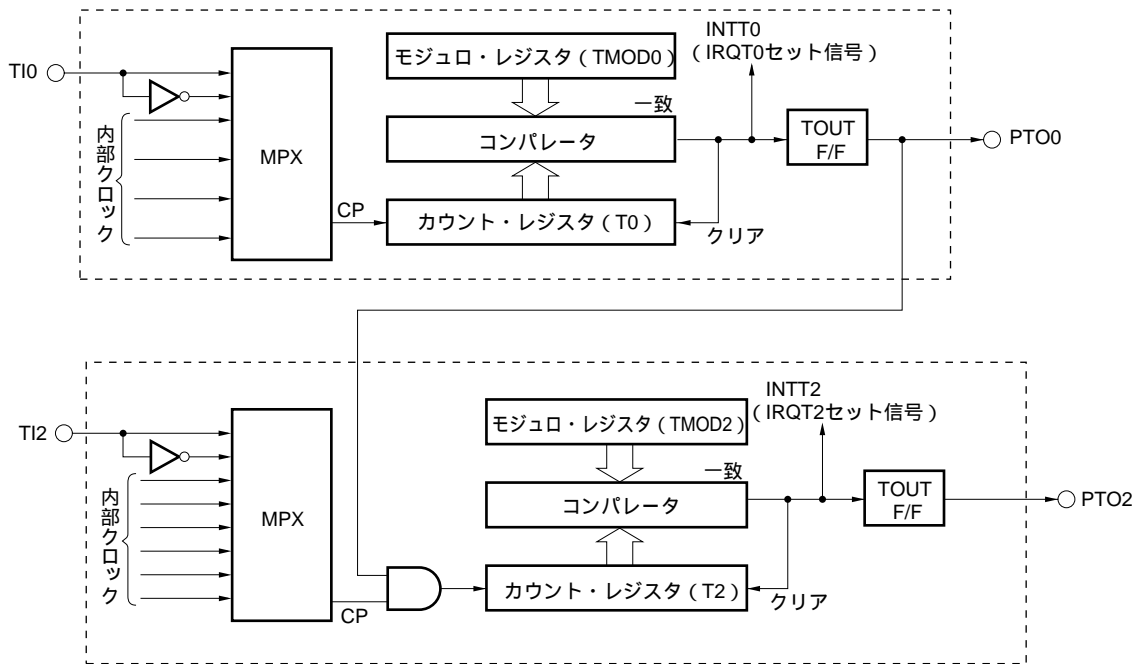 INTT0
(IRQT0セット信号)
モジュロ・レジスタ(TMOD0)
TI0
一致
MPX
コンパレータ
TOUT
F/F
PTO0
内部クロック
CP
カウント・レジスタ(T0)
クリア
INTT2
(IRQT2セット信号)
モジュロ・レジスタ(TMOD2)
TI2
一致
MPX
コンパレータ
TOUT
F/F
PTO2
内部クロック
CP
カウント・レジスタ(T2)
クリア